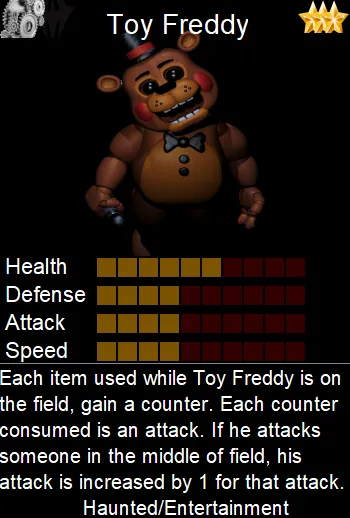 Toy Freddy
Health
Defense
Attack
Speed
Each item used while Toy Freddy is on
the field, gain a counter. Each counter
consumed is an attack. If he attacks
someone in the middle of field, his
attack is increased by 1 for that attack.
Haunted/Entertainment